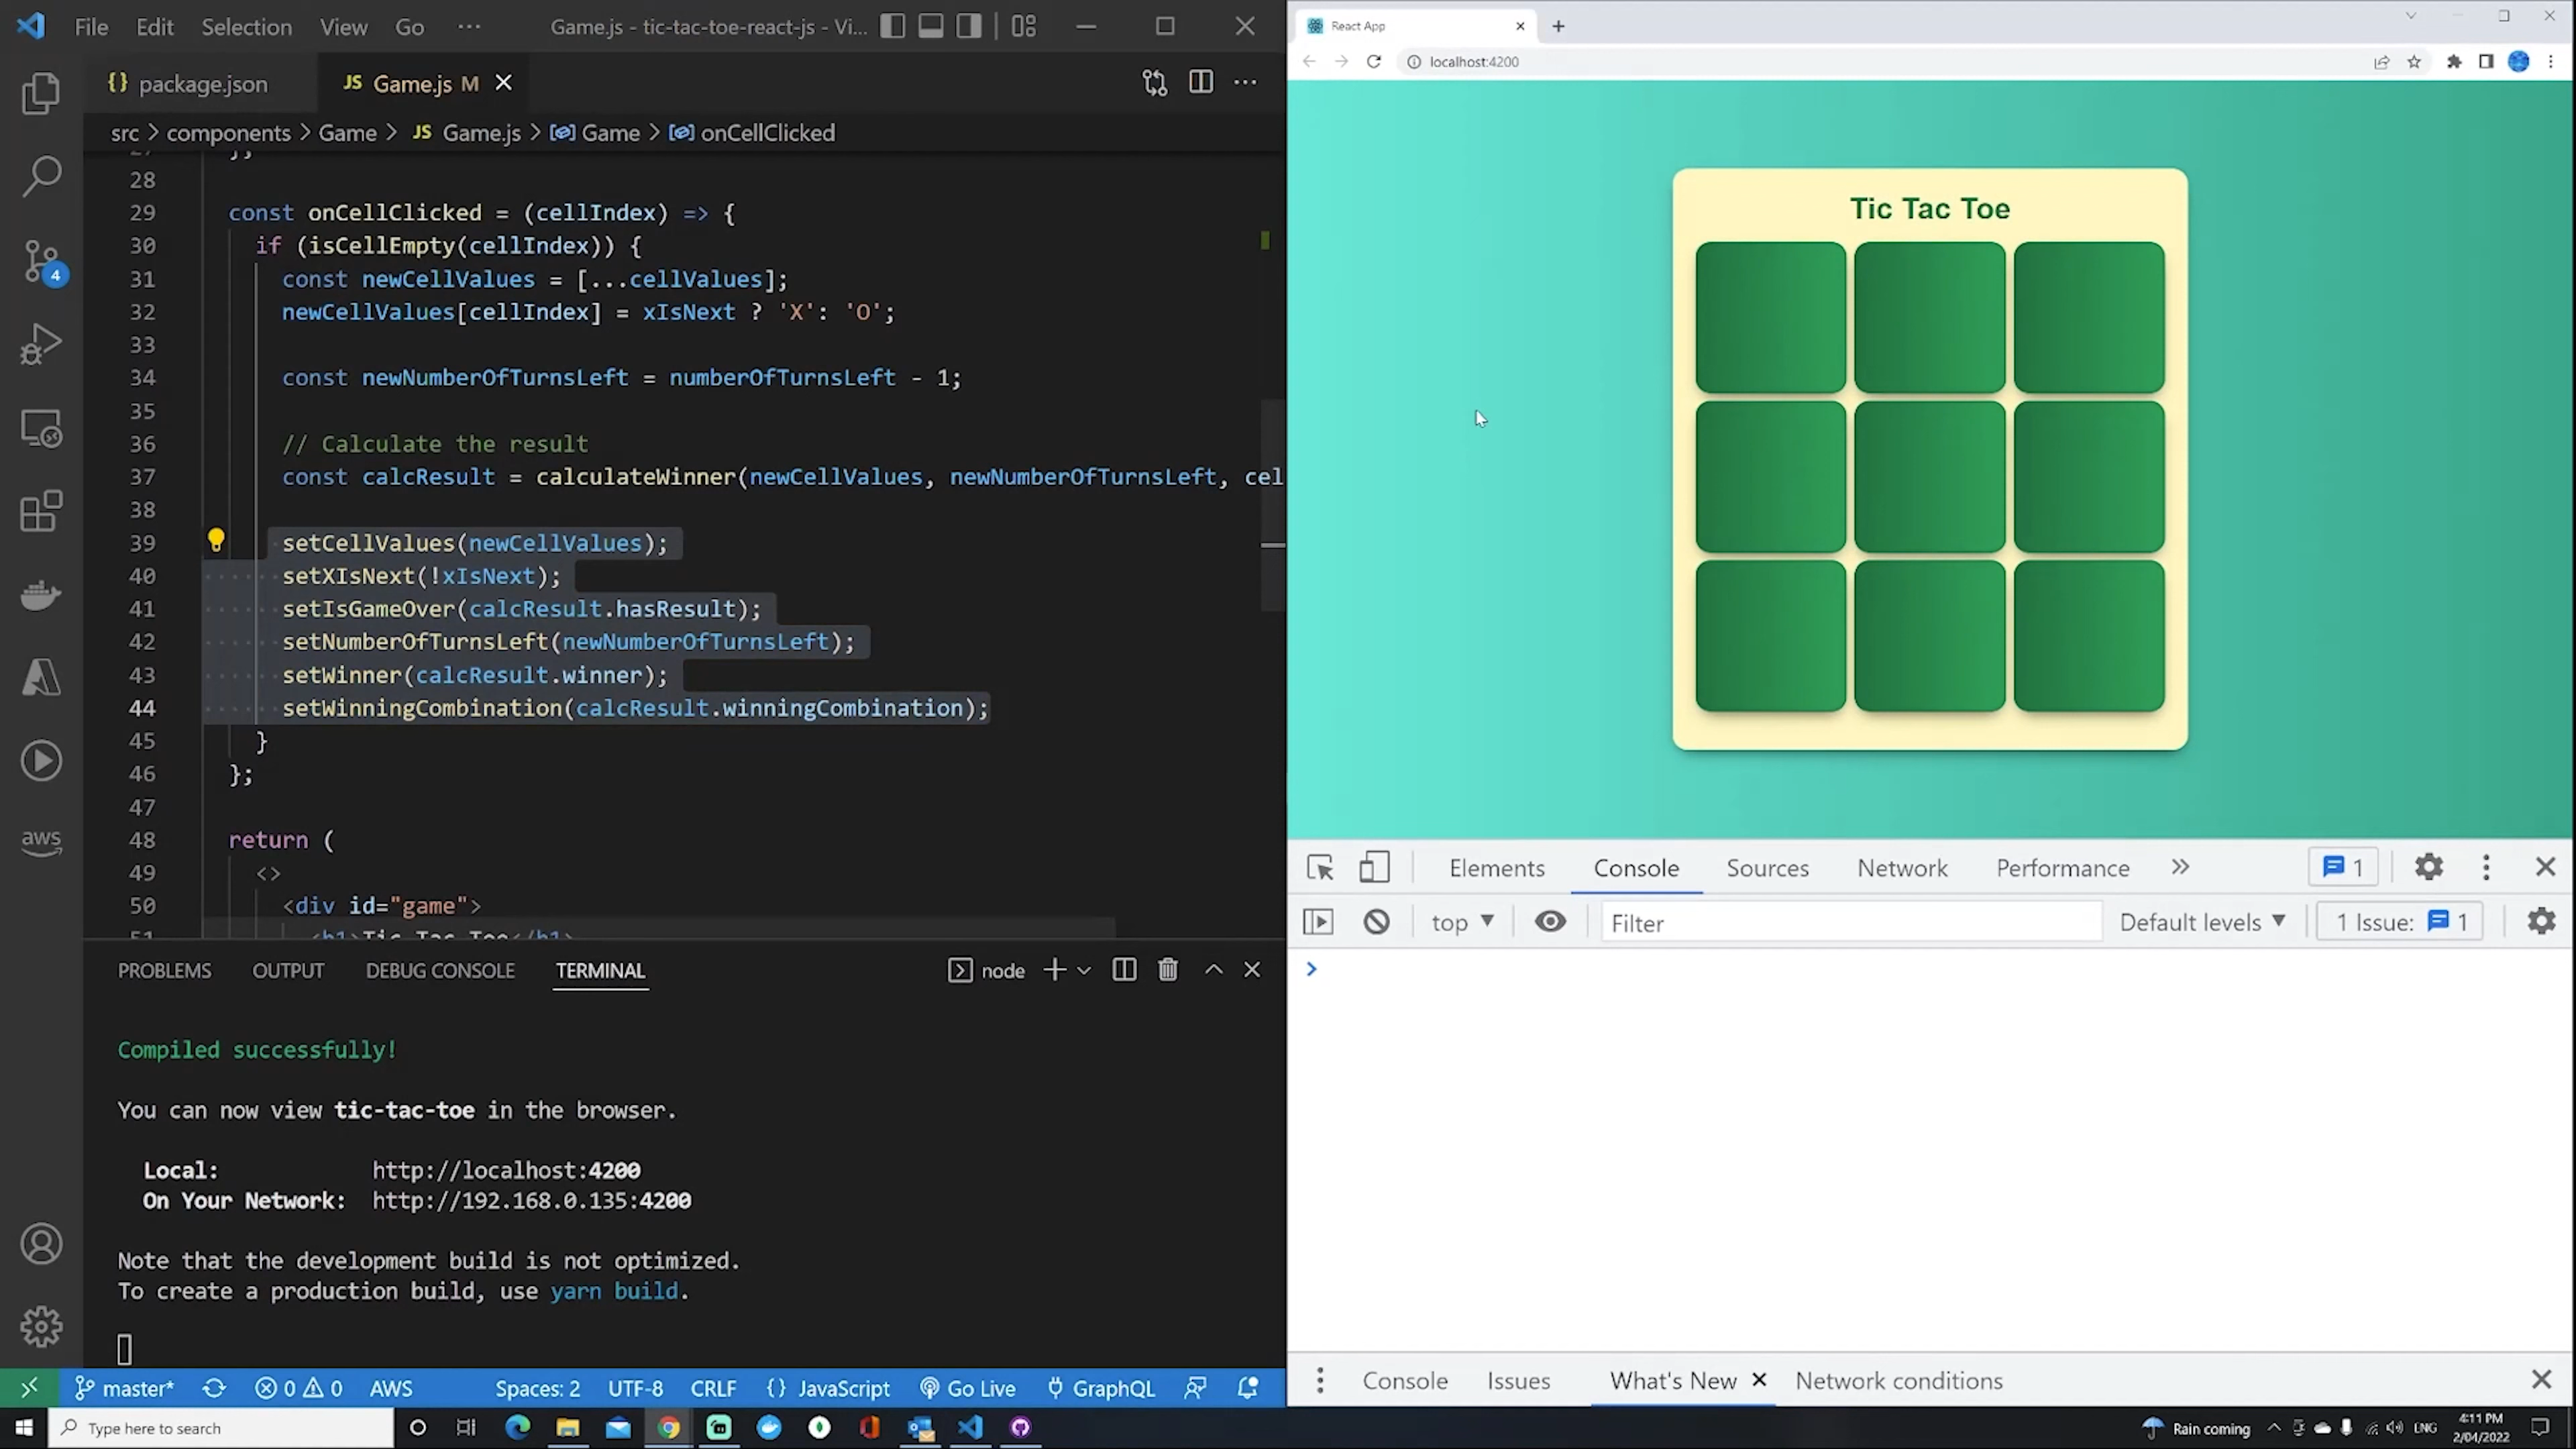 File Edit Selection View Go ··· Game.js - tic-tac-toe-react-js - Vi...
{} package.json JS Game.js M
src > components > Game > JS Game.js > Game > onCellClicked
28
29 const onCellClicked = (cellIndex) => {
30 if (isCellEmpty(cellIndex)) {
31 const newCellValues = [...cellValues];
32 newCellValues[cellIndex] = xIsNext ? 'X': 'O';
33
34 const newNumberOfTurnsLeft = numberOfTurnsLeft - 1;
35
36 // Calculate the result
37 const calcResult = calculateWinner(newCellValues, newNumberOfTurnsLeft, cel
38
39 setCellValues(newCellValues);
40 setXIsNext(!xIsNext);
41 setIsGameOver(calcResult.hasResult);
42 setNumberOfTurnsLeft(newNumberOfTurnsLeft);
43 setWinner(calcResult.winner);
44 setWinningCombination(calcResult.winningCombination);
45 }
46 };
47
48 return (
49 <>
50 <div id="game">
51 <h1>Tic Tac Toe</h1>
4
aws
PROBLEMS OUTPUT DEBUG CONSOLE TERMINAL node
Compiled successfully!
You can now view tic-tac-toe in the browser.
Local: http://localhost:4200
On Your Network: http://192.168.0.135:4200
Note that the development build is not optimized.
To create a production build, use yarn build.
master* 0 0 AWS Spaces: 2 UTF-8 CRLF {} JavaScript Go Live GraphQL
React App
localhost:4200
Tic Tac Toe
Elements Console Sources Network Performance 1
top Filter Default levels 1 Issue: 1
Console Issues What's New Network conditions
Type here to search
Rain coming ENG 4:11 PM
2/04/2022